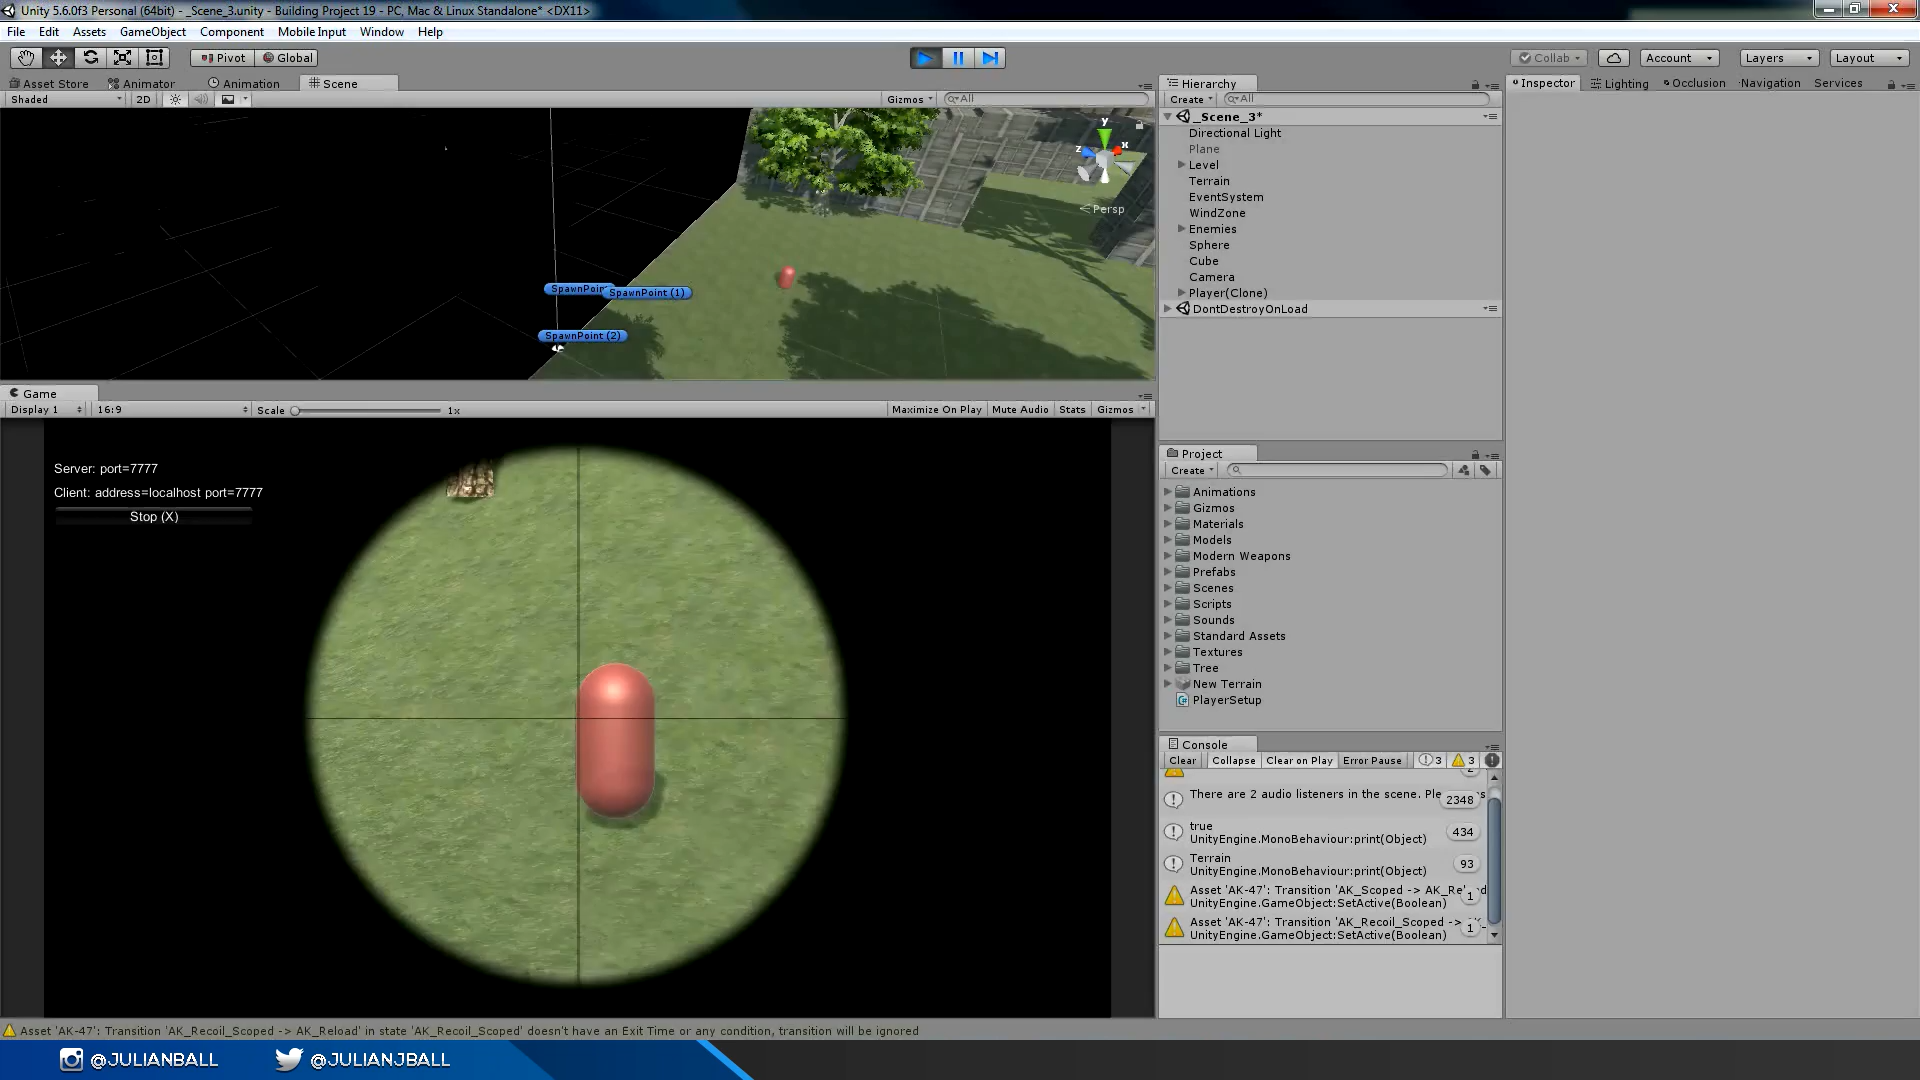 Unity 5.6.0f3 Personal (64bit) - _Scene_3.unity - Building Project 19 - PC, Mac & Linux Standalone* <DX11>
File Edit Assets GameObject Component Mobile Input Window Help
Pivot Global
Collab Account Layers Layout
Asset Store Animator Animation Scene
Shaded 2D Gizmos All
y
x
z
Persp
SpawnPoin SpawnPoint (1)
SpawnPoint (2)
Game
Display 1 16:9 Scale 1x Maximize On Play Mute Audio Stats Gizmos
Server: port=7777
Client: address=localhost port=7777
Stop (X)
Hierarchy
Create All
_Scene_3*
Directional Light
Plane
Level
Terrain
EventSystem
WindZone
Enemies
Sphere
Cube
Camera
Player(Clone)
DontDestroyOnLoad
Project
Create
Animations
Gizmos
Materials
Models
Modern Weapons
Prefabs
Scenes
Scripts
Sounds
Standard Assets
Textures
Tree
New Terrain
PlayerSetup
Console
Clear Collapse Clear on Play Error Pause 3 3
There are 2 audio listeners in the scene. 2348
true
UnityEngine.MonoBehaviour:print(Object) 434
Terrain
UnityEngine.MonoBehaviour:print(Object) 93
Asset 'AK-47': Transition 'AK_Scoped -> 1
UnityEngine.GameObject:SetActive(Boolean)
Asset 'AK-47': Transition 'AK_Recoil_Scoped -> 1
UnityEngine.GameObject:SetActive(Boolean)
Inspector Lighting Occlusion Navigation Services
Asset 'AK-47': Transition 'AK_Recoil_Scoped -> AK_Reload' in state 'AK_Recoil_Scoped' doesn't have an Exit Time or any condition, transition will be ignored
@JULIANBALL @JULIANJBALL